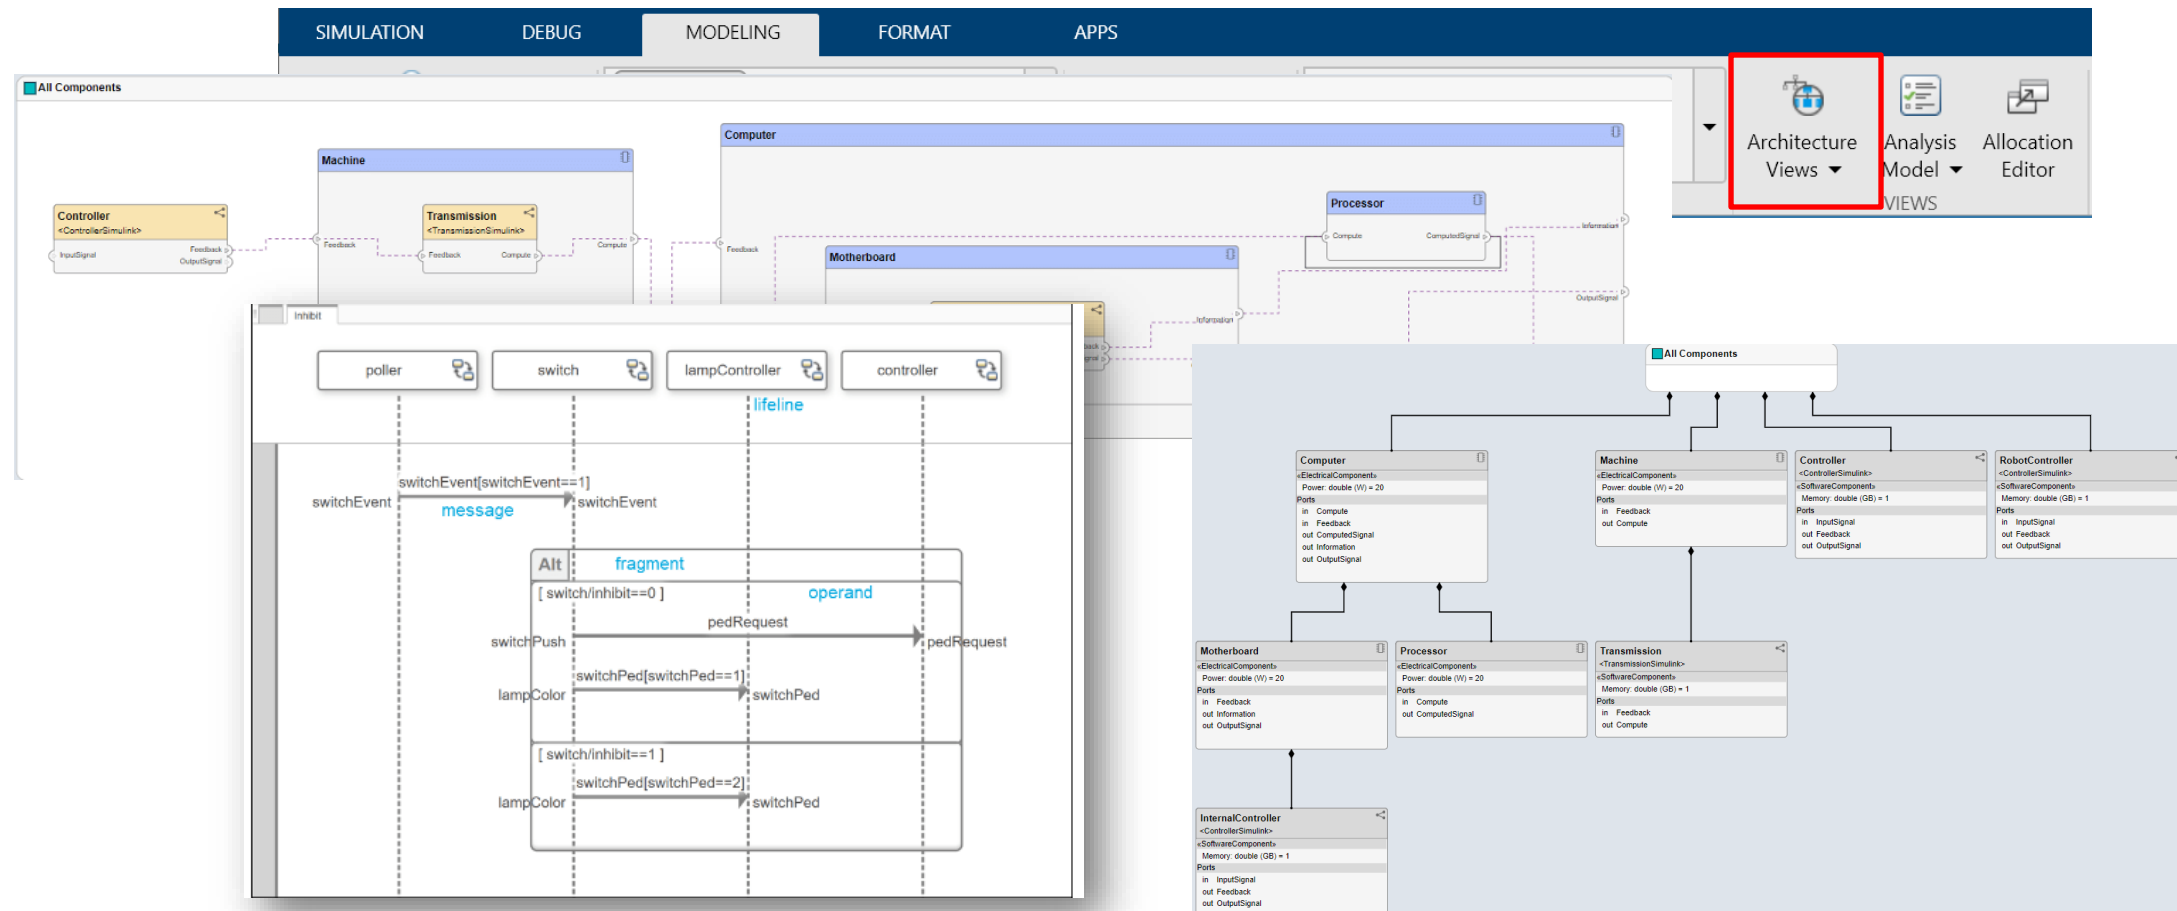 SIMULATION DEBUG MODELING FORMAT APPS
Architecture
Views
Analysis
Model
Allocation
Editor
VIEWS
All Components
Controller
<ControllerSimulink>
InputSignal
Feedback
OutputSignal
Machine
Feedback
Compute
Transmission
<TransmissionSimulink>
Feedback Compute
Computer
Feedback
Processor
Compute ComputedSignal
Information
OutputSignal
Motherboard
Information
Inhibit
poller switch lampController controller
lifeline
switchEvent[switchEvent==1]
switchEvent switchEvent
message
Alt fragment
[ switch/inhibit==0 ] operand
pedRequest
switchPush pedRequest
switchPed[switchPed==1]
lampColor switchPed
[ switch/inhibit==1 ]
switchPed[switchPed==2]
lampColor switchPed
All Components
Computer
«ElectricalComponent»
Power: double (W) = 20
Ports
in Compute
in Feedback
out ComputedSignal
out Information
out OutputSignal
Machine
«ElectricalComponent»
Power: double (W) = 20
Ports
in Feedback
out Compute
Controller
<ControllerSimulink>
«SoftwareComponent»
Memory: double (GB) = 1
Ports
in InputSignal
out Feedback
out OutputSignal
RobotController
<ControllerSimulink>
«SoftwareComponent»
Memory: double (GB) = 1
Ports
in InputSignal
out Feedback
out OutputSignal
Motherboard
«ElectricalComponent»
Power: double (W) = 20
Ports
in Feedback
out Information
out OutputSignal
Processor
«ElectricalComponent»
Power: double (W) = 20
Ports
in Compute
out ComputedSignal
Transmission
<TransmissionSimulink>
«SoftwareComponent»
Memory: double (GB) = 1
Ports
in Feedback
out Compute
InternalController
<ControllerSimulink>
«SoftwareComponent»
Memory: double (GB) = 1
Ports
in InputSignal
out Feedback
out OutputSignal